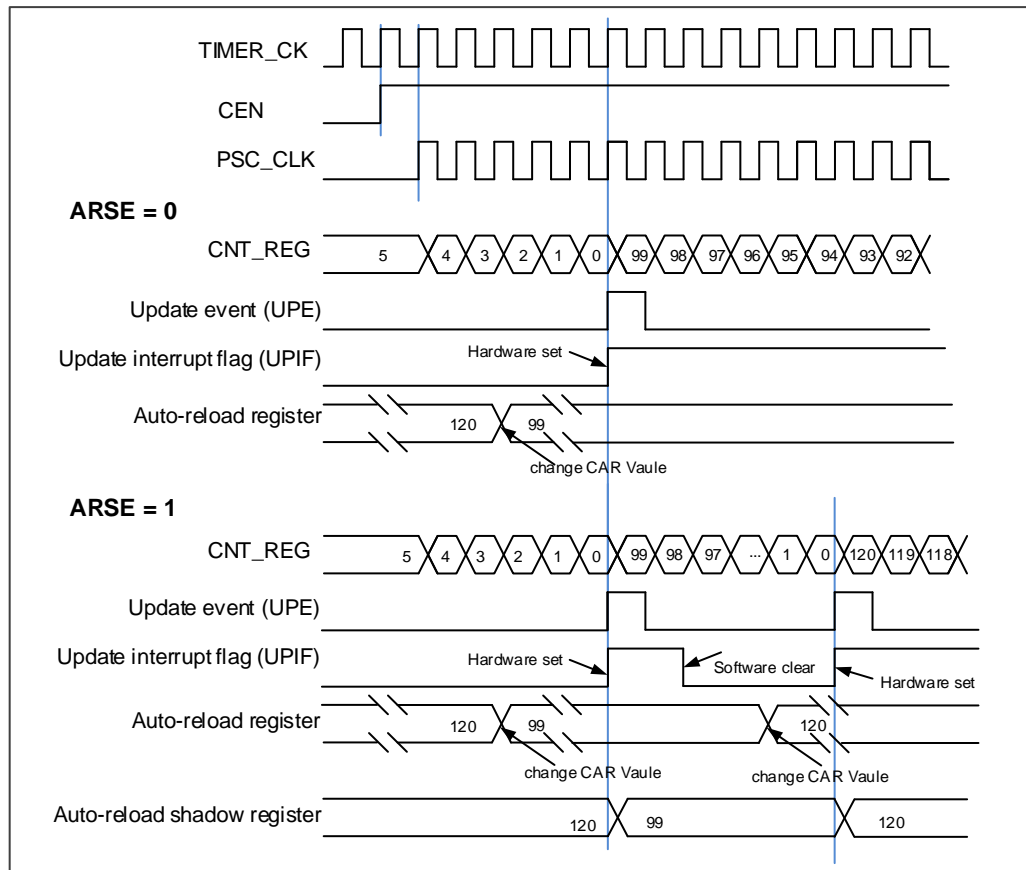 TIMER_CK
CEN
PSC_CLK
ARSE = 0
CNT_REG 5 4 3 2 1 0 99 98 97 96 95 94 93 92
Update event (UPE)
Update interrupt flag (UPIF) Hardware set
Auto-reload register 120 99
change CAR Vaule
ARSE = 1
CNT_REG 5 4 3 2 1 0 99 98 97 ... 1 0 120 119 118
Update event (UPE)
Update interrupt flag (UPIF) Hardware set Software clear Hardware set
Auto-reload register 120 99 120
change CAR Vaule change CAR Vaule
Auto-reload shadow register 120 99 120